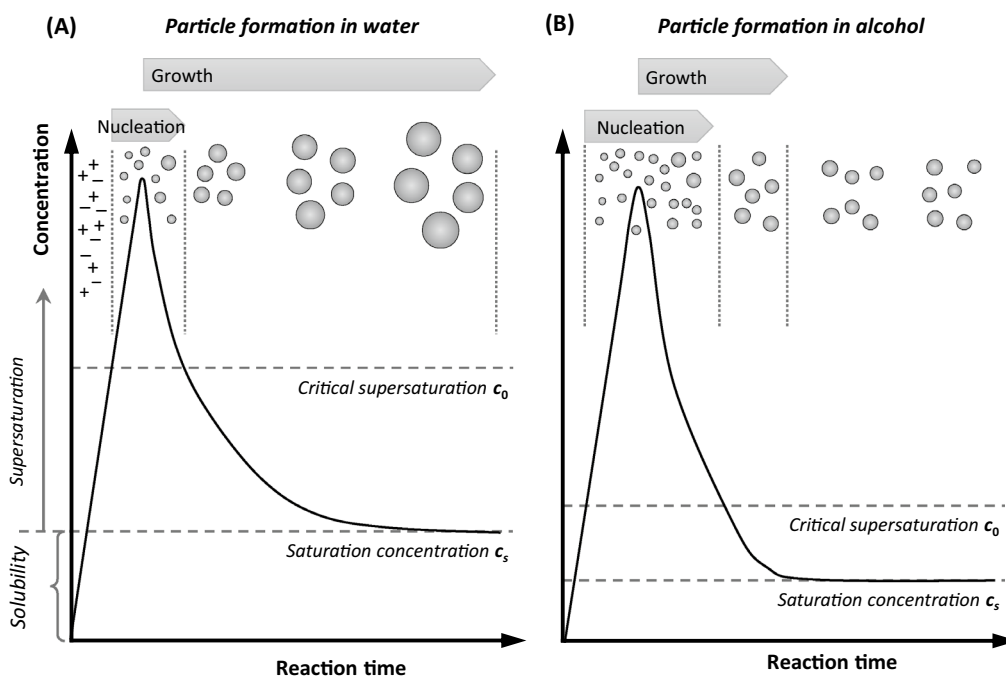 (A)
Particle formation in water
Growth
Nucleation
Concentration
+
+ –
– +
– –
+ +
+ –
–
+
–
+
Supersaturation
Solubility
Critical supersaturation c₀
Saturation concentration cₛ
Reaction time
(B)
Particle formation in alcohol
Growth
Nucleation
Critical supersaturation c₀
Saturation concentration cₛ
Reaction time